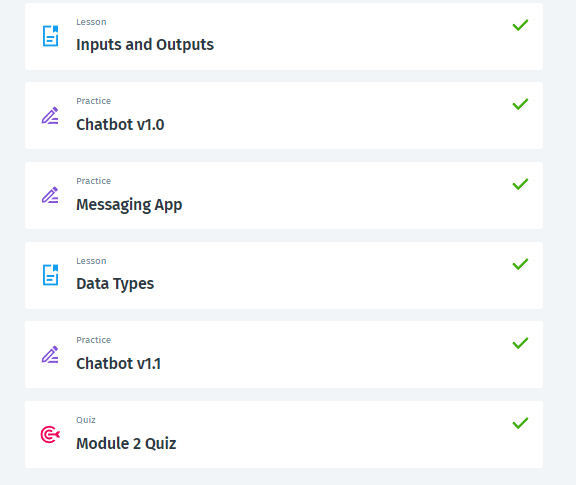 Lesson
Inputs and Outputs
Practice
Chatbot v1.0
Practice
Messaging App
Lesson
Data Types
Practice
Chatbot v1.1
Quiz
Module 2 Quiz